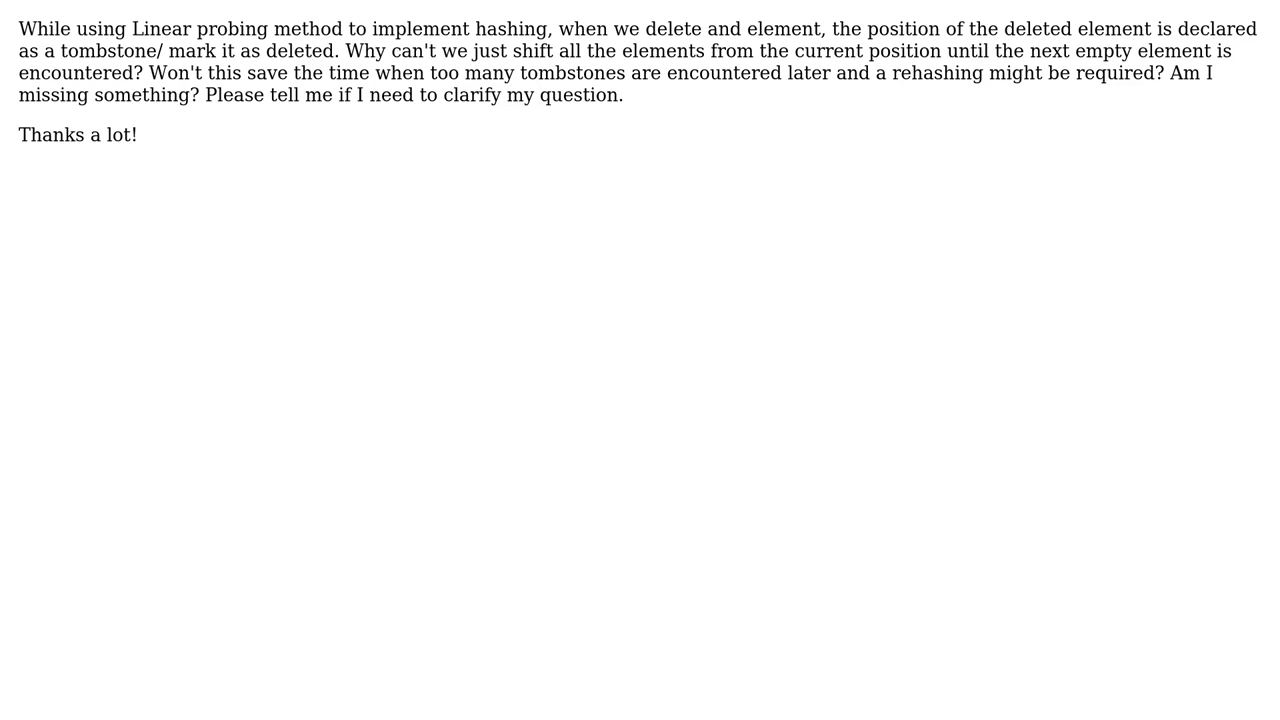 While using Linear probing method to implement hashing, when we delete and element, the position of the deleted element is declared
as a tombstone/ mark it as deleted. Why can't we just shift all the elements from the current position until the next empty element is
encountered? Won't this save the time when too many tombstones are encountered later and a rehashing might be required? Am I
missing something? Please tell me if I need to clarify my question.
Thanks a lot!